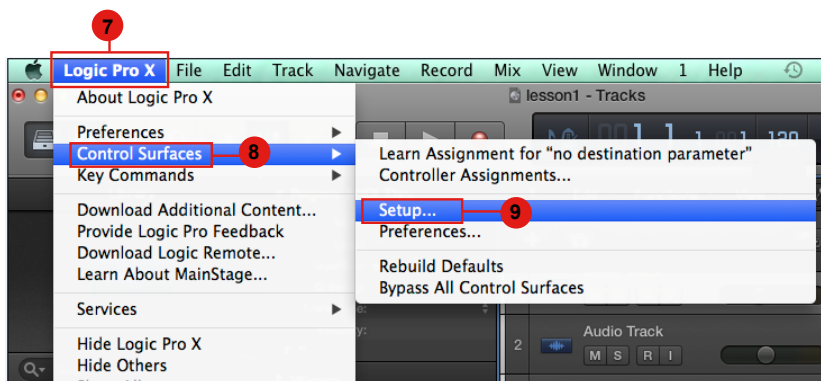 7
Logic Pro X File Edit Track Navigate Record Mix View Window 1 Help
About Logic Pro X
lesson1 - Tracks
Preferences
Control Surfaces
8
Key Commands
Learn Assignment for "no destination parameter"
Controller Assignments...
Download Additional Content...
Setup...
9
Provide Logic Pro Feedback
Preferences...
Download Logic Remote...
Learn About MainStage...
Rebuild Defaults
Bypass All Control Surfaces
Services
Hide Logic Pro X
Hide Others
2
Audio Track
M S R I